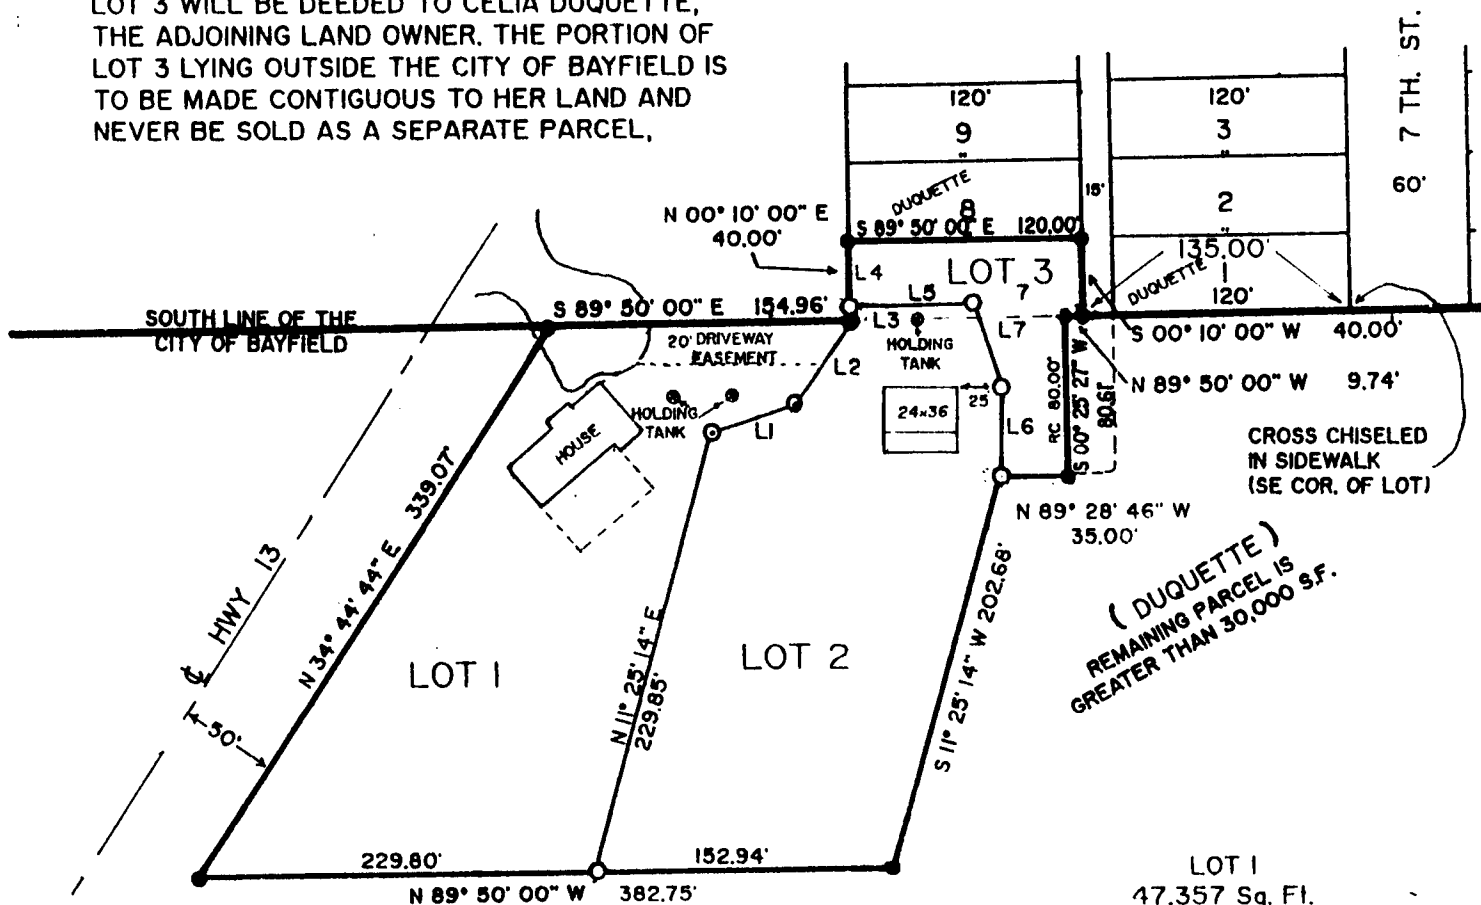 LOT 3 WILL BE DEEDED TO CELIA DUQUETTE,
THE ADJOINING LAND OWNER. THE PORTION OF
LOT 3 LYING OUTSIDE THE CITY OF BAYFIELD IS
TO BE MADE CONTIGUOUS TO HER LAND AND
NEVER BE SOLD AS A SEPARATE PARCEL.
7 TH. ST.
60'
120'
9
"
120'
3
"
DUQUETTE
8
15'
2
"
N 00° 10' 00" E
40.00'
S 89° 50' 00" E 120.00'
135.00'
L4
LOT 3
DUQUETTE
1
L5
7
120'
S 89° 50' 00" E 154.96'
SOUTH LINE OF THE
CITY OF BAYFIELD
L3
L7
S 00° 10' 00" W 40.00'
20' DRIVEWAY
EASEMENT
L2
HOLDING
TANK
N 89° 50' 00" W 9.74'
RC 80.00'
S 00° 25' 27" W
80.61
25
24x36
L6
HOLDING
TANK
L1
HOUSE
CROSS CHISELED
IN SIDEWALK
(SE COR. OF LOT)
N 89° 28' 46" W
35.00'
339.07'
N 34° 44' 44" E
HWY 13
50'
LOT 1
N 11° 25' 14" E
229.85'
LOT 2
S 11° 25' 14" W 202.68'
(DUQUETTE)
REMAINING PARCEL IS
GREATER THAN 30,000 S.F.
229.80'
152.94'
N 89° 50' 00" W 382.75'
LOT 1
47,357 Sq. Ft.